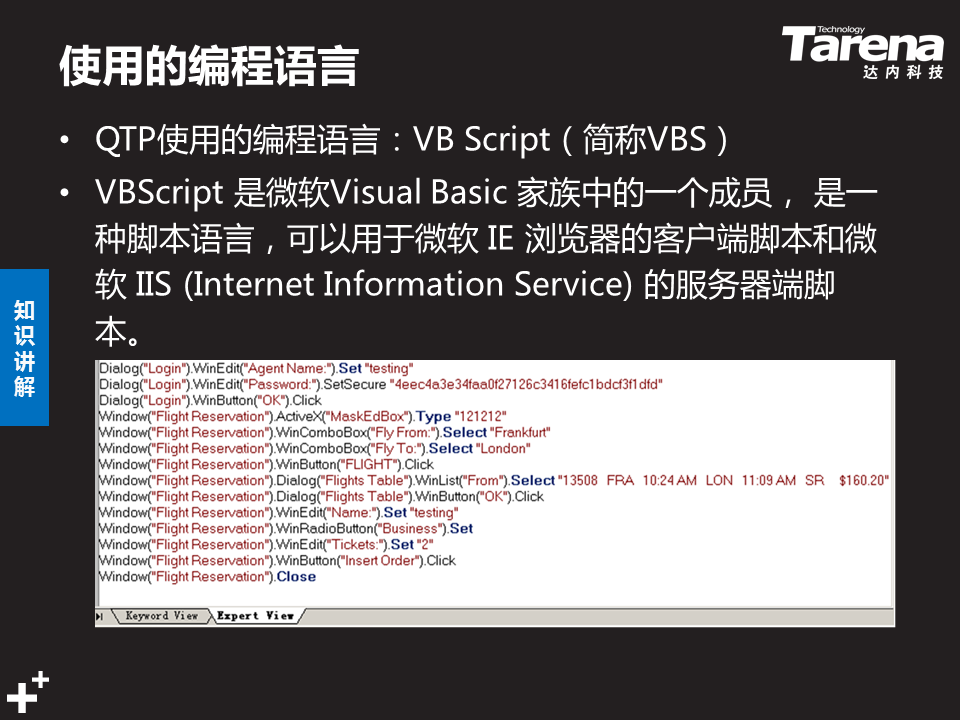 使用的编程语言
Technology
Tarena
达内科技
• QTP使用的编程语言：VB Script（简称VBS）
• VBScript 是微软Visual Basic 家族中的一个成员， 是一
种脚本语言，可以用于微软 IE 浏览器的客户端脚本和微
软 IIS (Internet Information Service) 的服务器端脚
本。
知
识
讲
解
Dialog("Login").WinEdit("Agent Name:").Set "testing"
Dialog("Login").WinEdit("Password:").SetSecure "4eec4a3e34faa0f27126c3416fefc1bdcf3f1dfd"
Dialog("Login").WinButton("OK").Click
Window("Flight Reservation").ActiveX("MaskEdBox").Type "121212"
Window("Flight Reservation").WinComboBox("Fly From:").Select "Frankfurt"
Window("Flight Reservation").WinComboBox("Fly To:").Select "London"
Window("Flight Reservation").WinButton("FLIGHT").Click
Window("Flight Reservation").Dialog("Flights Table").WinList("From").Select "13508 FRA 10:24 AM LON 11:09 AM SR $160.20"
Window("Flight Reservation").Dialog("Flights Table").WinButton("OK").Click
Window("Flight Reservation").WinEdit("Name:").Set "testing"
Window("Flight Reservation").WinRadioButton("Business").Set
Window("Flight Reservation").WinEdit("Tickets:").Set "2"
Window("Flight Reservation").WinButton("Insert Order").Click
Window("Flight Reservation").Close
Keyword View Expert View